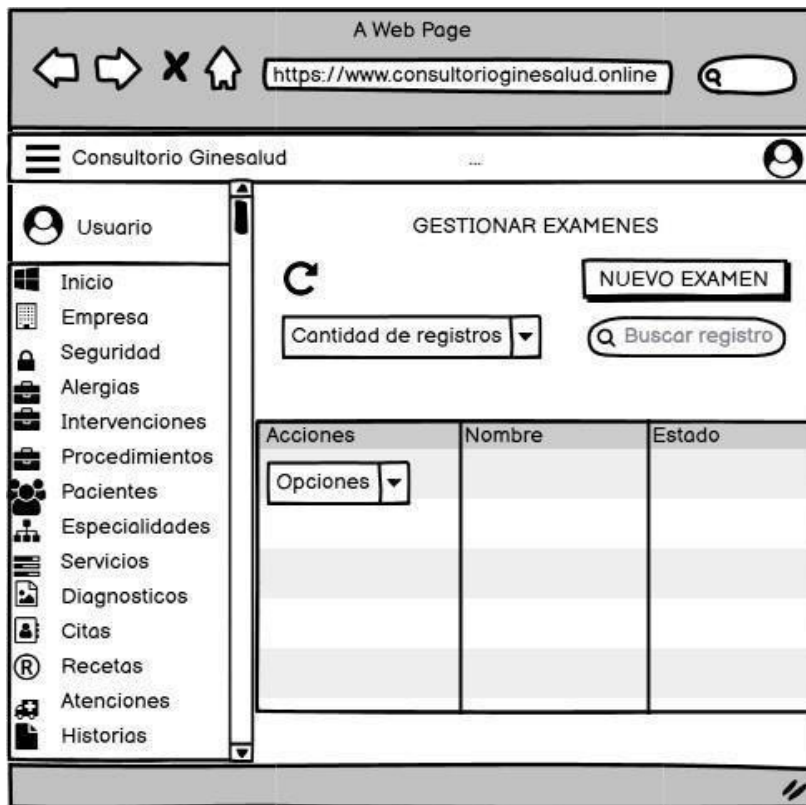 A Web Page
https://www.consultorioginesalud.online
Consultorio Ginesalud
...
Usuario
Inicio
Empresa
Seguridad
Alergias
Intervenciones
Procedimientos
Pacientes
Especialidades
Servicios
Diagnosticos
Citas
Recetas
Atenciones
Historias
GESTIONAR EXAMENES
NUEVO EXAMEN
Cantidad de registros
Buscar registro
Acciones Nombre Estado
Opciones